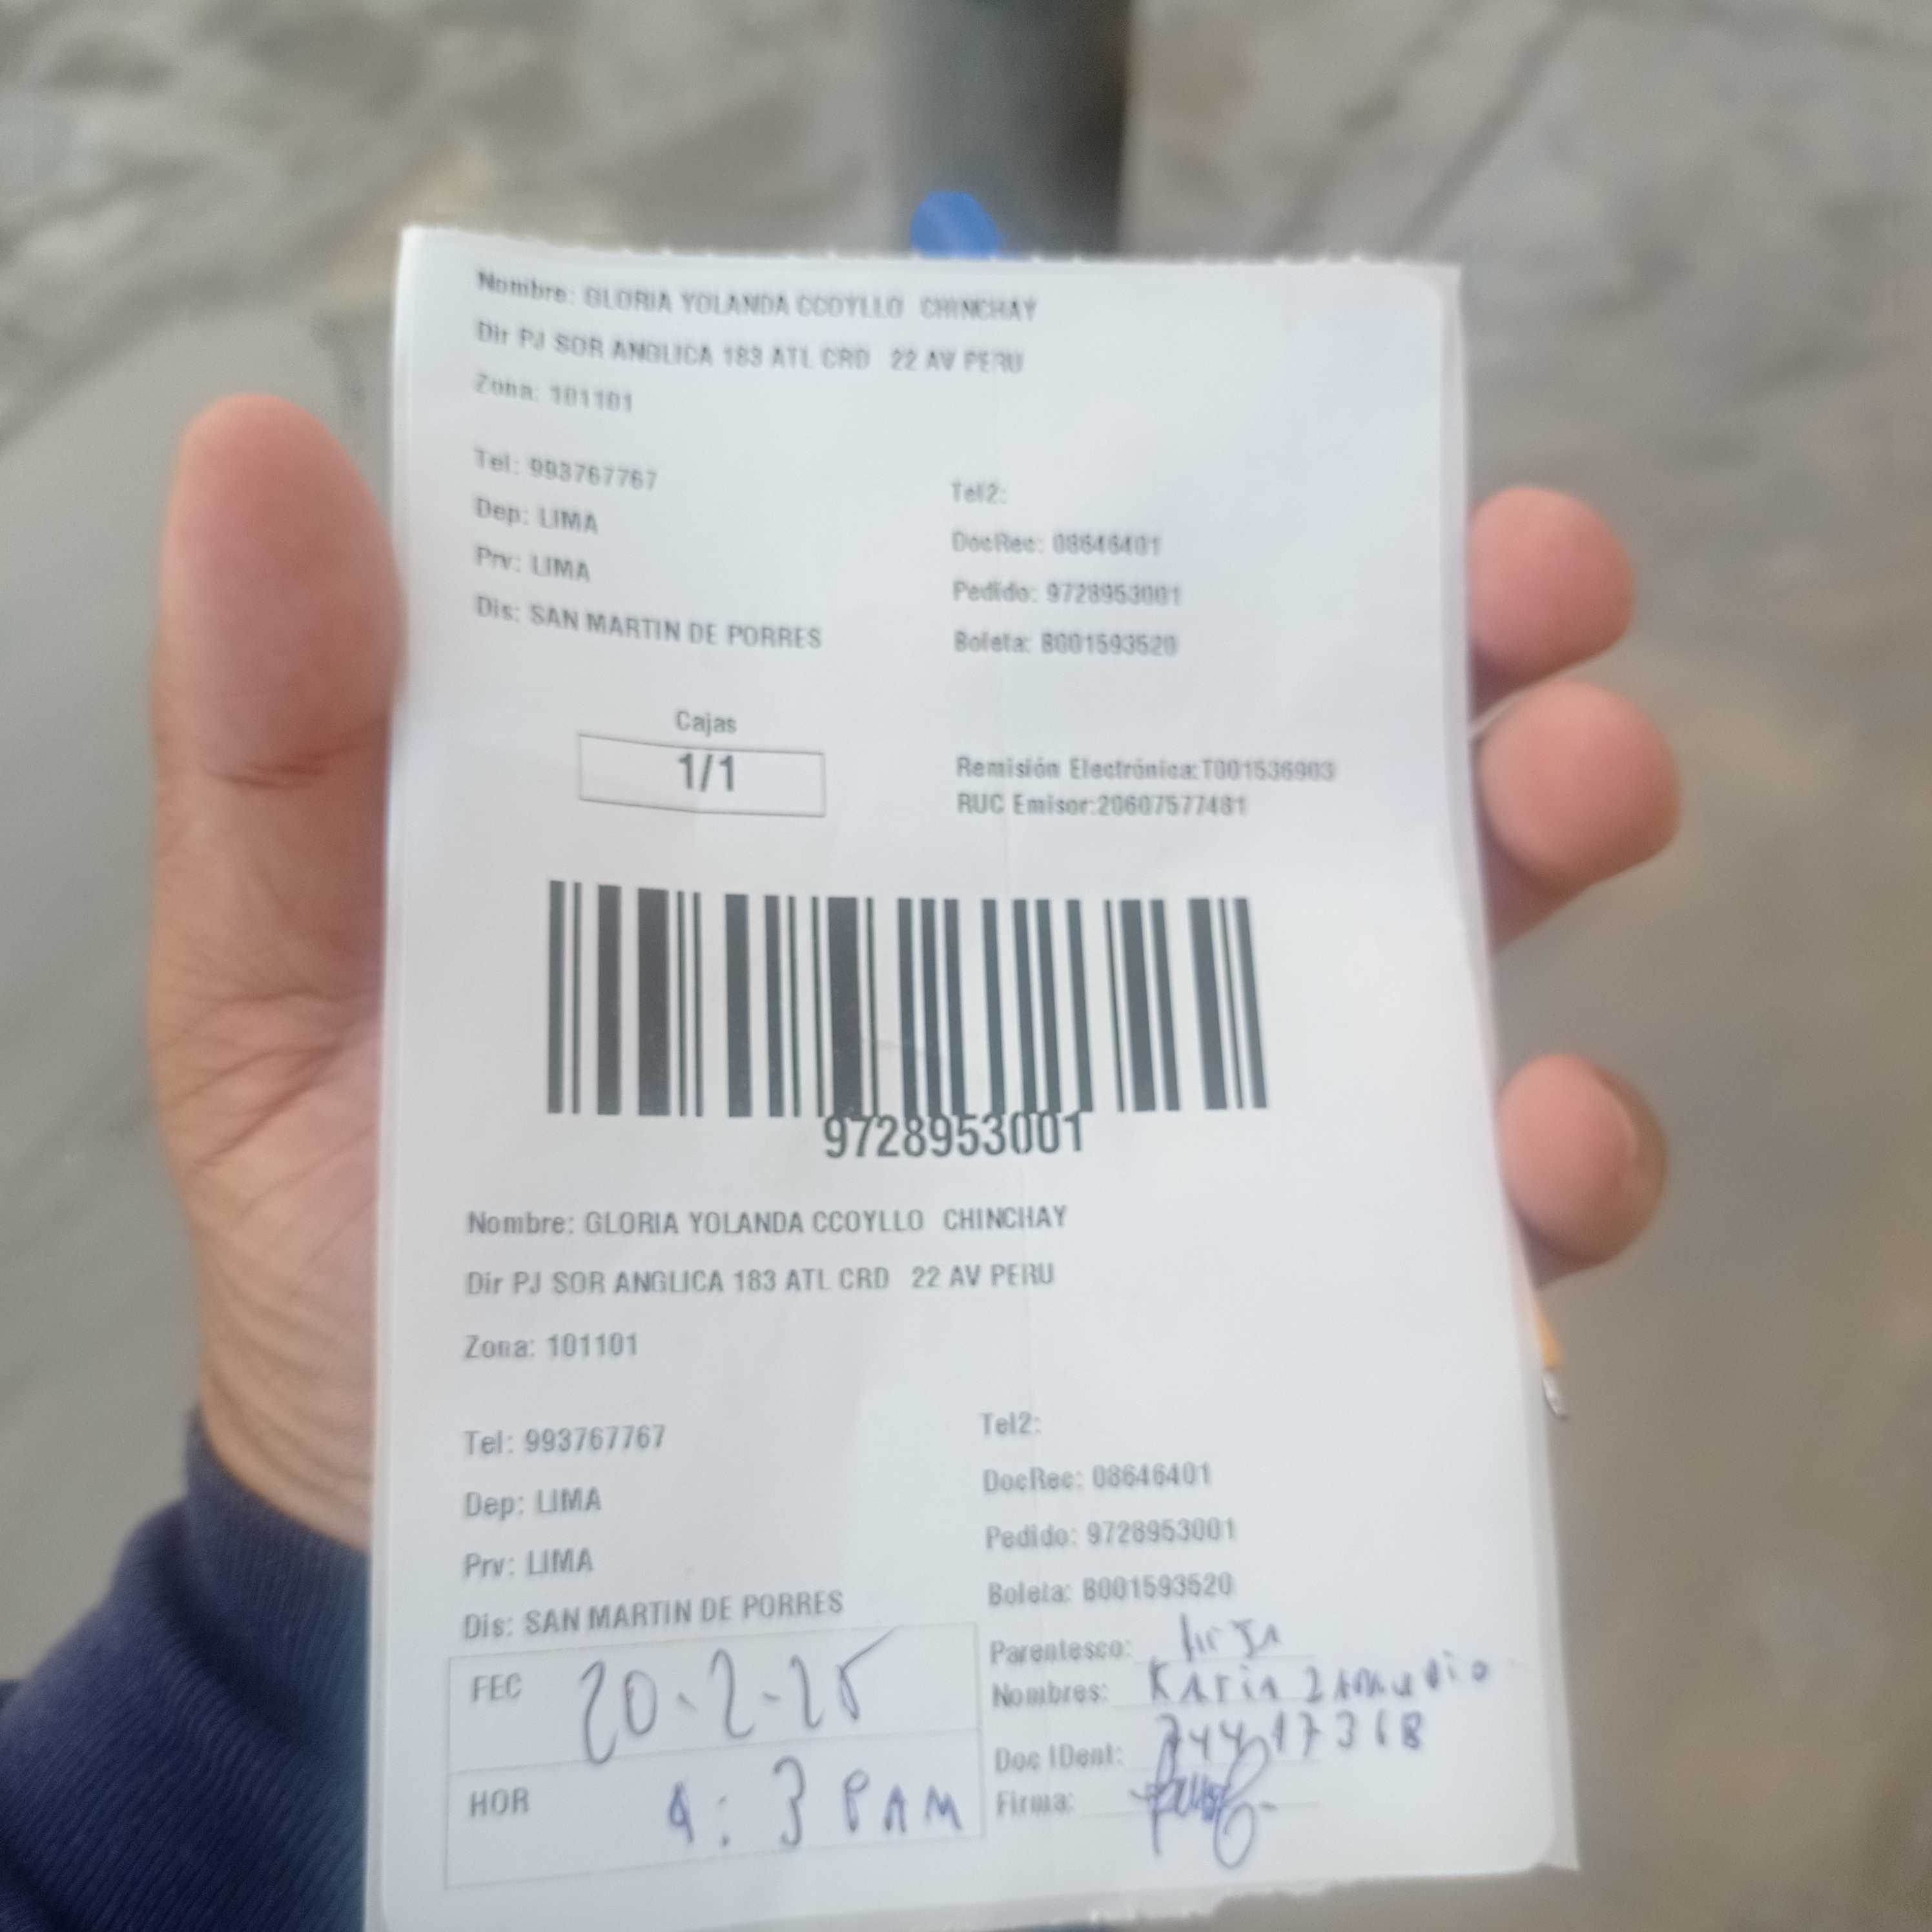 Nombre: GLORIA YOLANDA CCOYLLO CHINCHAY
Dir PJ SOR ANGLICA 183 ATL CRD 22 AV PERU
Zona: 101101
Tel: 993767767
Tel2:
Dep: LIMA
DocRec: 08646401
Prv: LIMA
Pedido: 9728953001
Dis: SAN MARTIN DE PORRES
Boleta: B001593520
Cajas
1/1
Remisión Electrónica:T001536903
RUC Emisor:20607577481
9728953001
Nombre: GLORIA YOLANDA CCOYLLO CHINCHAY
Dir PJ SOR ANGLICA 183 ATL CRD 22 AV PERU
Zona: 101101
Tel: 993767767
Tel2:
Dep: LIMA
DocRec: 08646401
Prv: LIMA
Pedido: 9728953001
Dis: SAN MARTIN DE PORRES
Boleta: B001593520
FEC 20-2-25
Parentesco:
Nombres: KATIA ZAMUDIO
Doc IDent: 74417368
HOR
Firma: